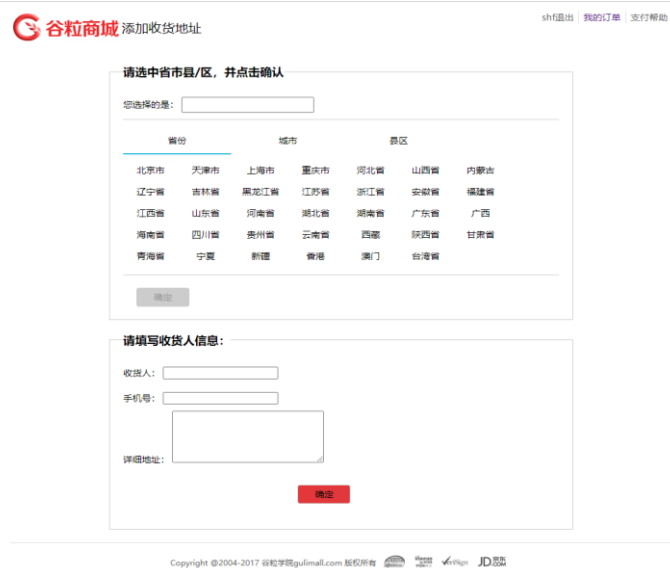 shf退出 我的订单 支付帮助
谷粒商城 添加收货地址
请选中省市县/区，并点击确认
您选择的是：
省份 城市 县区
北京市 天津市 上海市 重庆市 河北省 山西省 内蒙古
辽宁省 吉林省 黑龙江省 江苏省 浙江省 安徽省 福建省
江西省 山东省 河南省 湖北省 湖南省 广东省 广西
海南省 四川省 贵州省 云南省 西藏 陕西省 甘肃省
青海省 宁夏 新疆 香港 澳门 台湾省
确定
请填写收货人信息：
收货人：
手机号：
详细地址：
确定
Copyright @2004-2017 谷粒学院gulimall.com 版权所有 VeriSign JD京东.COM